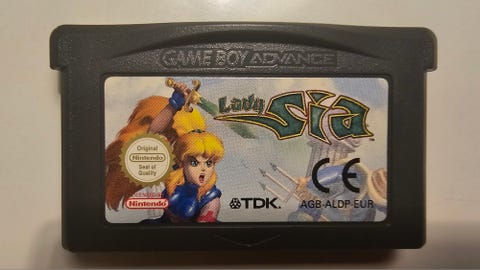 GAME BOY ADVANCE
Lady
Sia
Original
Nintendo
Seal of
Quality
Nintendo
TDK
CE
AGB-ALDP-EUR